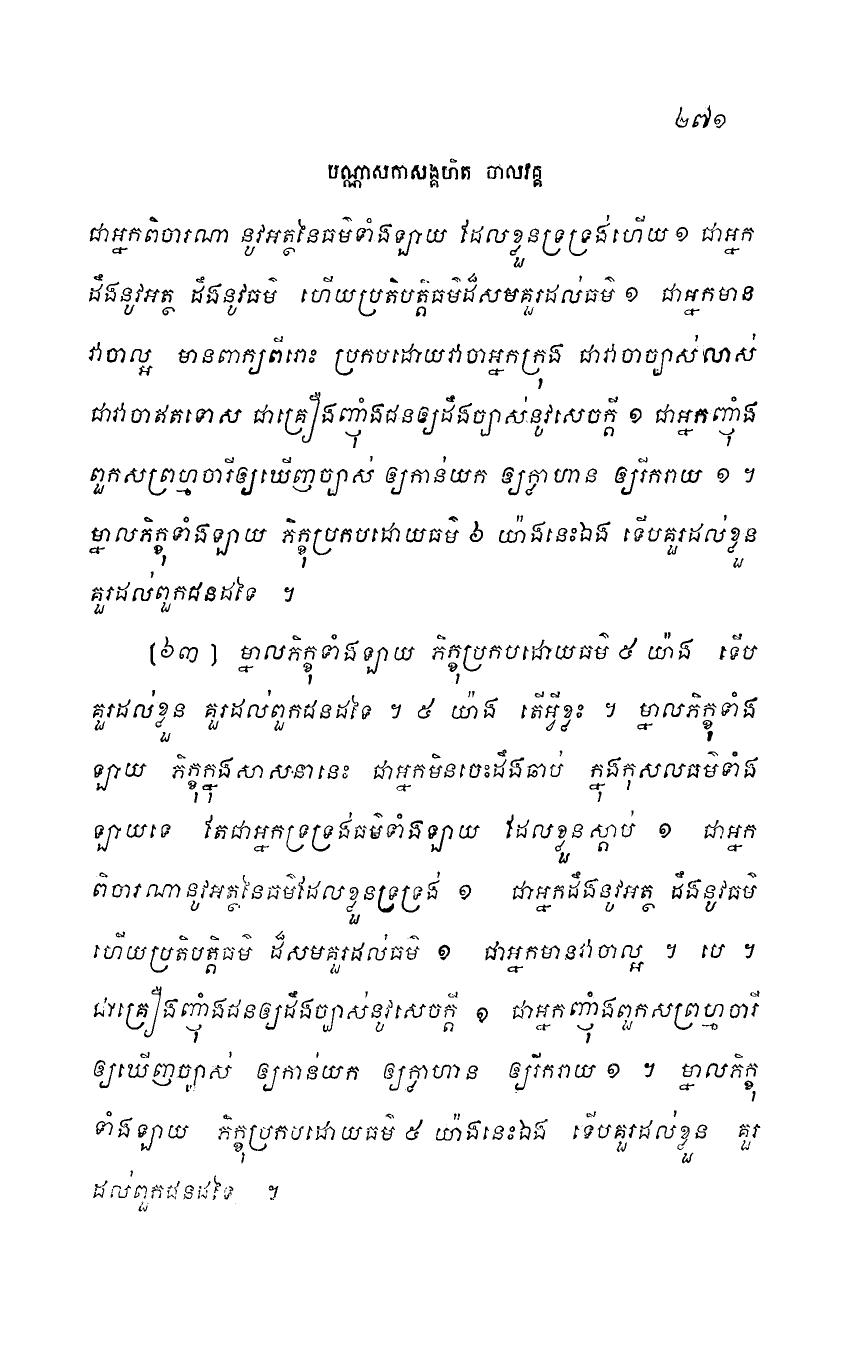 ២៧១
បណ្ណាសកាសង្គហិត ចាលវគ្គ
ជាអ្នកពិចារណា នូវអត្ថនៃធម៌ទាំងឡាយ ដែលខ្លួនទ្រទ្រង់ហើយ ១ ជាអ្នក
ដឹងនូវអត្ថ ដឹងនូវធម៌ ហើយប្រតិបត្តិធម៌ដ៏សមគួរដល់ធម៌ ១ ជាអ្នកមាន
វាចាល្អ មានពាក្យពីរោះ ប្រកបដោយវាចាអ្នកក្រុង ជាវាចាច្បាស់លាស់
ជាវាចាឥតទោស ជាគ្រឿងញ៉ាំងជនឲ្យដឹងច្បាស់នូវសេចក្តី ១ ជាអ្នកញ៉ាំង
ពួកសព្រហ្មចារីឲ្យឃើញច្បាស់ ឲ្យកាន់យក ឲ្យក្លាហាន ឲ្យរីករាយ ១ ។
ម្នាលភិក្ខុទាំងឡាយ ភិក្ខុប្រកបដោយធម៌ ៦ យ៉ាងនេះឯង ទើបគួរដល់ខ្លួន
គួរដល់ពួកជនដទៃ ។
(៦៣) ម្នាលភិក្ខុទាំងឡាយ ភិក្ខុប្រកបដោយធម៌ ៥ យ៉ាង ទើប
គួរដល់ខ្លួន គួរដល់ពួកជនដទៃ ។ ៥ យ៉ាង តើអ្វីខ្លះ ។ ម្នាលភិក្ខុទាំង
ឡាយ ភិក្ខុក្នុងសាសនានេះ ជាអ្នកមិនចេះដឹងឆាប់ ក្នុងកុសលធម៌ទាំង
ឡាយទេ តែជាអ្នកទ្រទ្រង់ធម៌ទាំងឡាយ ដែលខ្លួនស្តាប់ ១ ជាអ្នក
ពិចារណានូវអត្ថនៃធម៌ដែលខ្លួនទ្រទ្រង់ ១ ជាអ្នកដឹងនូវអត្ថ ដឹងនូវធម៌
ហើយប្រតិបត្តិធម៌ ដ៏សមគួរដល់ធម៌ ១ ជាអ្នកមានវាចាល្អ ។ បេ ។
ជាគ្រឿងញ៉ាំងជនឲ្យដឹងច្បាស់នូវសេចក្តី ១ ជាអ្នកញ៉ាំងពួកសព្រហ្មចារី
ឲ្យឃើញច្បាស់ ឲ្យកាន់យក ឲ្យក្លាហាន ឲ្យរីករាយ ១ ។ ម្នាលភិក្ខុ
ទាំងឡាយ ភិក្ខុប្រកបដោយធម៌ ៥ យ៉ាងនេះឯង ទើបគួរដល់ខ្លួន គួរ
ដល់ពួកជនដទៃ ។